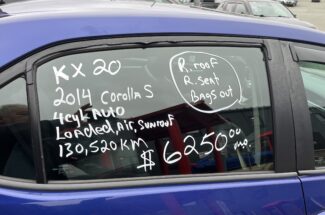 KX 20
2014 Corolla S
4cyl Auto
Loaded, Air, Sunroof
130,520 KM
$6250.00
R. roof
R. seat
Bags out